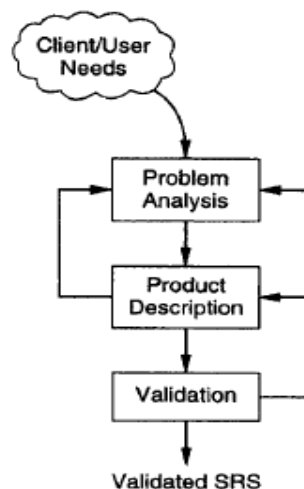 Client/User
Needs
Problem
Analysis
Product
Description
Validation
Validated SRS